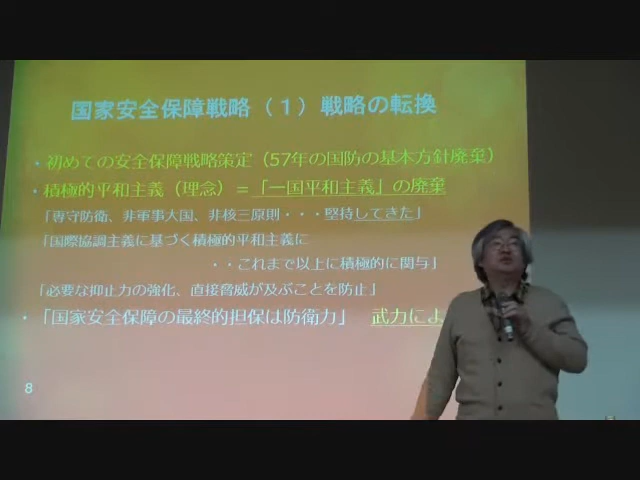 国家安全保障戦略（１）戦略の転換
・初めての安全保障戦略策定（57年の国防の基本方針廃棄）
・積極的平和主義（理念）＝「一国平和主義」の廃棄
「専守防衛、非軍事大国、非核三原則・・・堅持してきた」
「国際協調主義に基づく積極的平和主義に
・・これまで以上に積極的に関与」
「必要な抑止力の強化、直接脅威が及ぶことを防止」
・「国家安全保障の最終的担保は防衛力」　武力によ
8